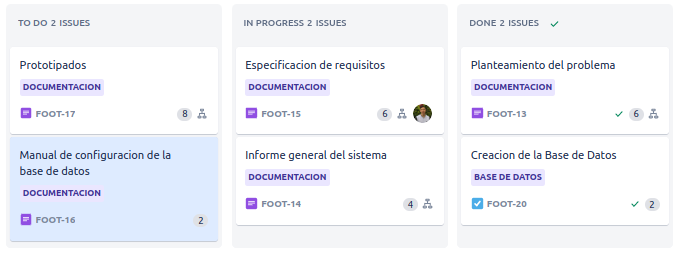 TO DO 2 ISSUES
Prototipados
DOCUMENTACION
FOOT-17
8
Manual de configuracion de la
base de datos
DOCUMENTACION
FOOT-16
2
IN PROGRESS 2 ISSUES
Especificacion de requisitos
DOCUMENTACION
FOOT-15
6
Informe general del sistema
DOCUMENTACION
FOOT-14
4
DONE 2 ISSUES
Planteamiento del problema
DOCUMENTACION
FOOT-13
6
Creacion de la Base de Datos
BASE DE DATOS
FOOT-20
2